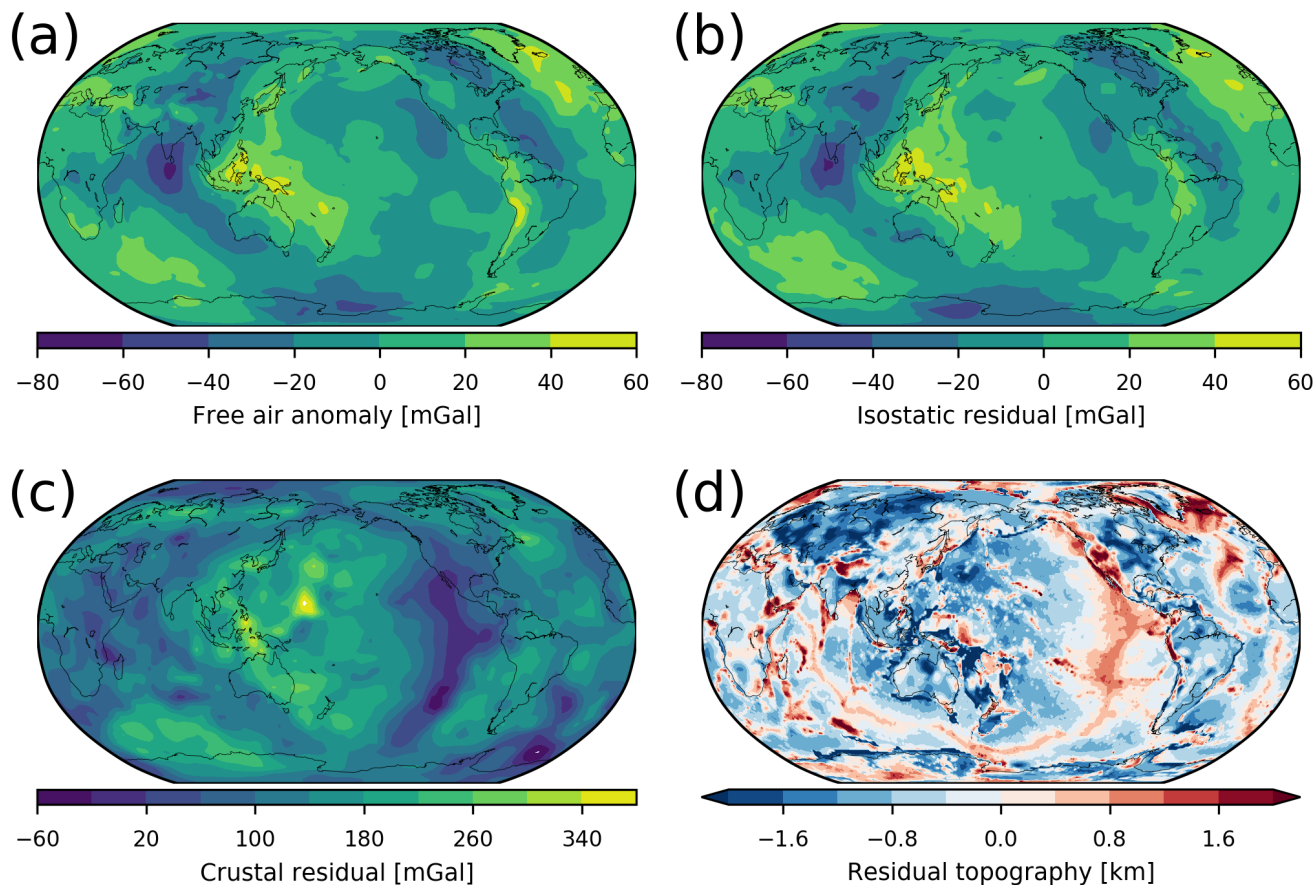 (a)
(b)
−80 −60 −40 −20 0 20 40 60
Free air anomaly [mGal]
−80 −60 −40 −20 0 20 40 60
Isostatic residual [mGal]
(c)
(d)
−60 20 100 180 260 340
Crustal residual [mGal]
−1.6 −0.8 0.0 0.8 1.6
Residual topography [km]